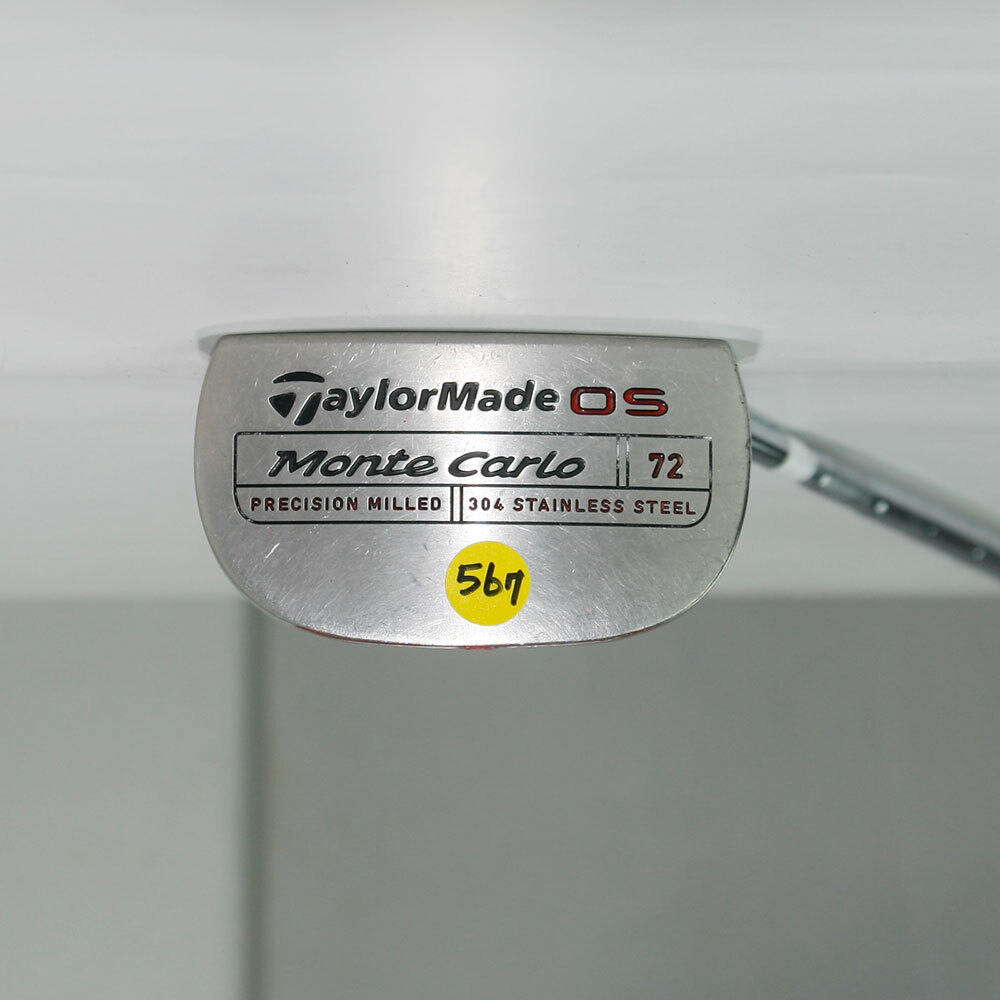 TaylorMade OS
Monte Carlo 72
PRECISION MILLED 304 STAINLESS STEEL
567